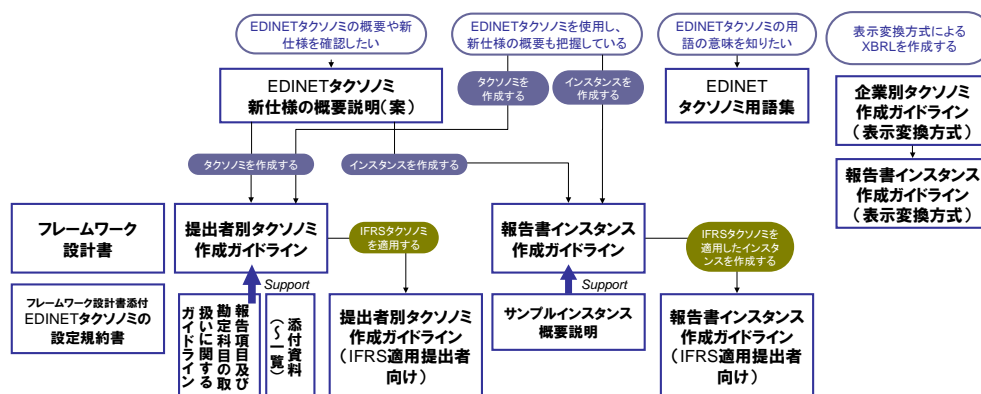 EDINETタクソノミの概要や新
仕様を確認したい
EDINETタクソノミを使用し、
新仕様の概要も把握している
EDINETタクソノミの用
語の意味を知りたい
表示変換方式による
XBRLを作成する
EDINETタクソノミ
新仕様の概要説明(案)
タクソノミを
作成する
インスタンスを
作成する
EDINET
タクソノミ用語集
企業別タクソノミ
作成ガイドライン
(表示変換方式)
タクソノミを作成する
インスタンスを作成する
報告書インスタンス
作成ガイドライン
(表示変換方式)
フレームワーク
設計書
提出者別タクソノミ
作成ガイドライン
IFRSタクソノミ
を適用する
報告書インスタンス
作成ガイドライン
IFRSタクソノミを
適用したインスタ
ンスを作成する
Support
Support
フレームワーク設計書添付
EDINETタクソノミの
設定規約書
報告項目及び
勘定科目の取
扱いに関する
ガイドライン
添付資料
(~一覧)
提出者別タクソノミ
作成ガイドライン
(IFRS適用提出者
向け)
サンプルインスタンス
概要説明
報告書インスタンス
作成ガイドライン
(IFRS適用提出者
向け)